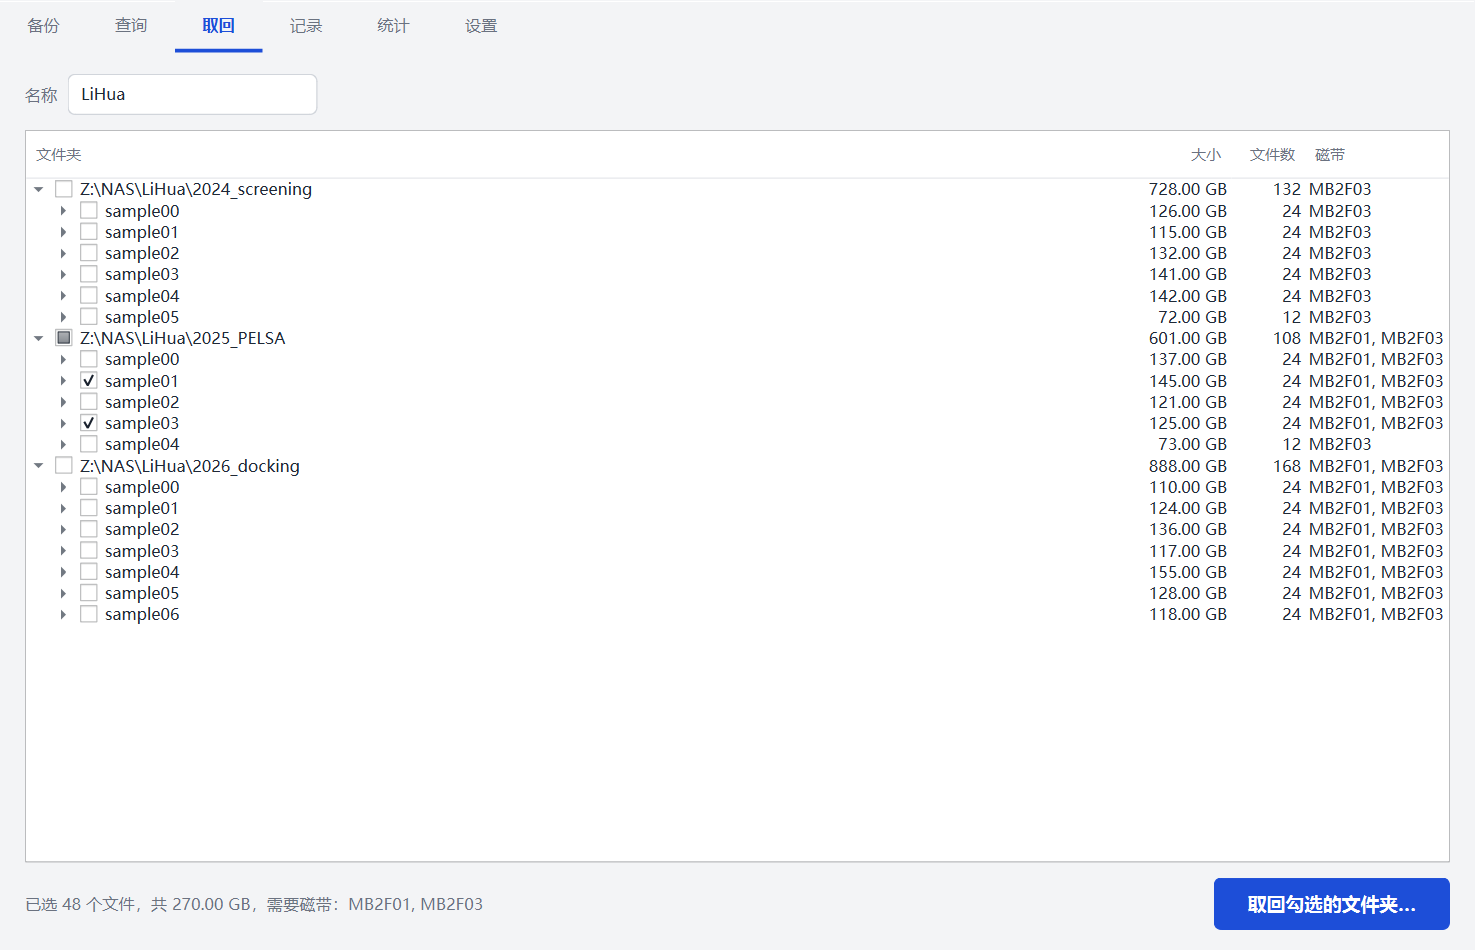 备份 查询 取回 记录 统计 设置
名称 LiHua
文件夹 大小 文件数 磁带
Z:\NAS\LiHua\2024_screening 728.00 GB 132 MB2F03
sample00 126.00 GB 24 MB2F03
sample01 115.00 GB 24 MB2F03
sample02 132.00 GB 24 MB2F03
sample03 141.00 GB 24 MB2F03
sample04 142.00 GB 24 MB2F03
sample05 72.00 GB 12 MB2F03
Z:\NAS\LiHua\2025_PELSA 601.00 GB 108 MB2F01, MB2F03
sample00 137.00 GB 24 MB2F01, MB2F03
sample01 145.00 GB 24 MB2F01, MB2F03
sample02 121.00 GB 24 MB2F01, MB2F03
sample03 125.00 GB 24 MB2F01, MB2F03
sample04 73.00 GB 12 MB2F03
Z:\NAS\LiHua\2026_docking 888.00 GB 168 MB2F01, MB2F03
sample00 110.00 GB 24 MB2F01, MB2F03
sample01 124.00 GB 24 MB2F01, MB2F03
sample02 136.00 GB 24 MB2F01, MB2F03
sample03 117.00 GB 24 MB2F01, MB2F03
sample04 155.00 GB 24 MB2F01, MB2F03
sample05 128.00 GB 24 MB2F01, MB2F03
sample06 118.00 GB 24 MB2F01, MB2F03
已选 48 个文件，共 270.00 GB，需要磁带：MB2F01, MB2F03 取回勾选的文件夹...